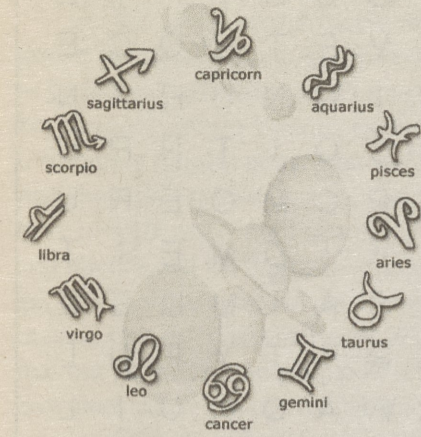 capricorn
aquarius
pisces
aries
taurus
gemini
cancer
leo
virgo
libra
scorpio
sagittarius